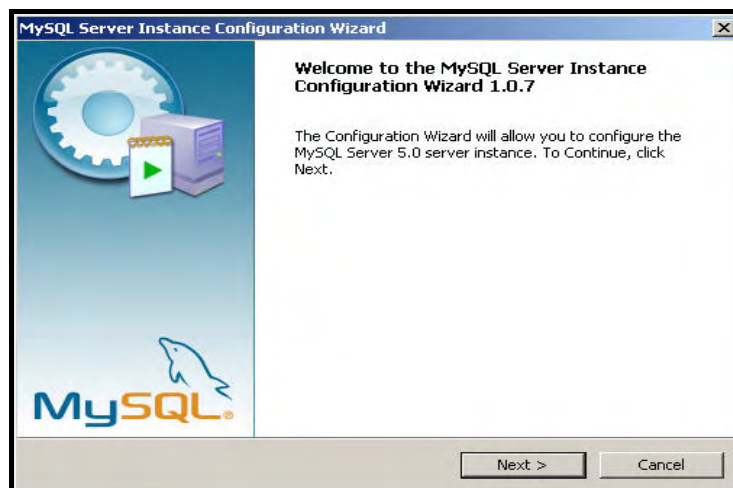 MySQL Server Instance Configuration Wizard
Welcome to the MySQL Server Instance
Configuration Wizard 1.0.7
The Configuration Wizard will allow you to configure the
MySQL Server 5.0 server instance. To Continue, click
Next.
MySQL®
Next >
Cancel